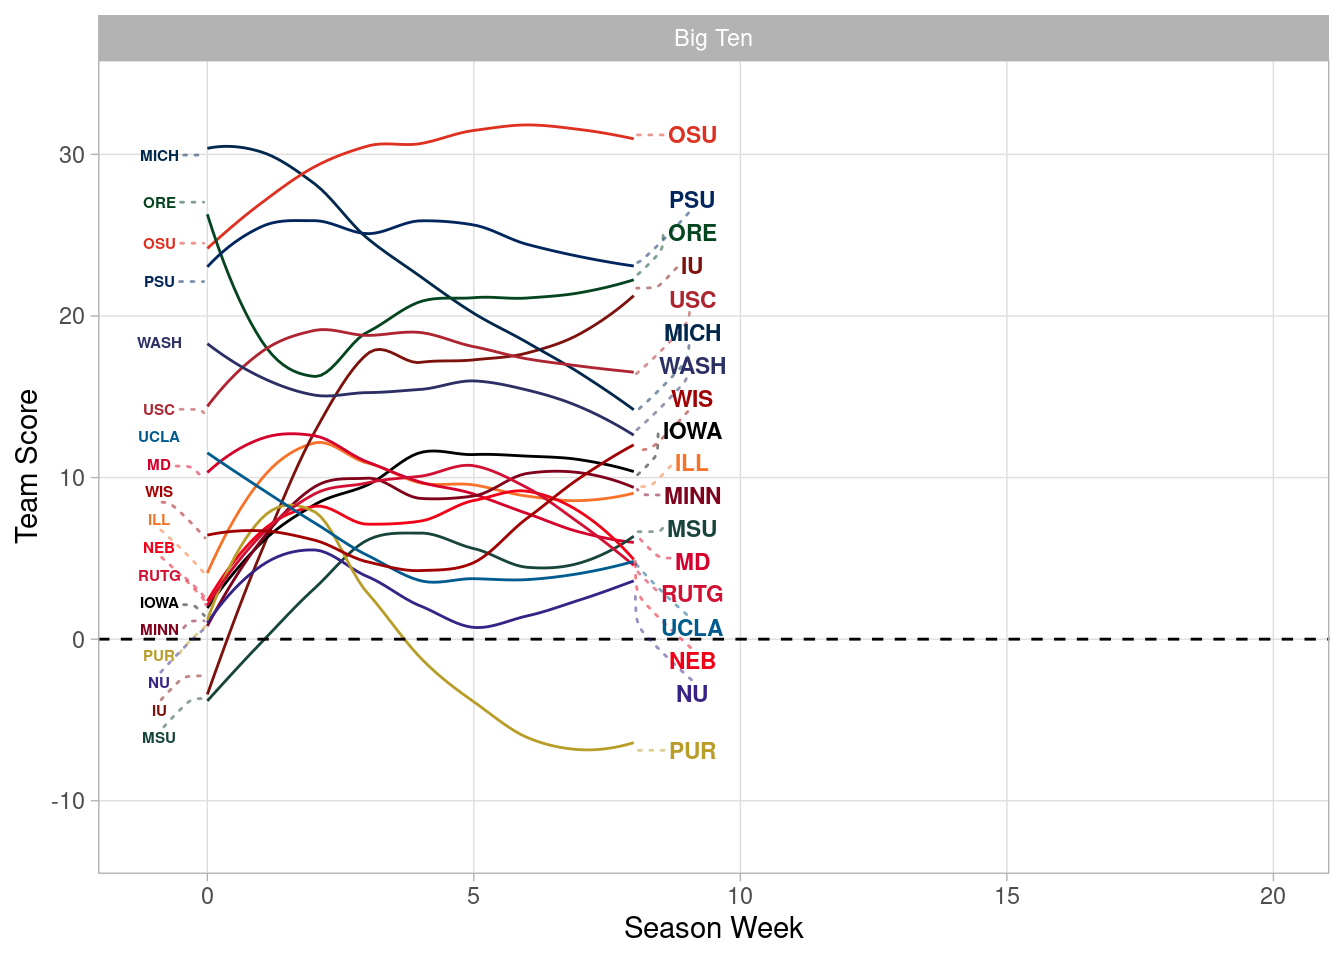 Big Ten
Team Score
30
20
10
0
-10
MICH
ORE
OSU
PSU
WASH
USC
UCLA
MD
WIS
ILL
NEB
RUTG
IOWA
MINN
PUR
NU
IU
MSU
OSU
PSU
ORE
IU
USC
MICH
WASH
WIS
IOWA
ILL
MINN
MSU
MD
RUTG
UCLA
NEB
NU
PUR
0 5 10 15 20
Season Week